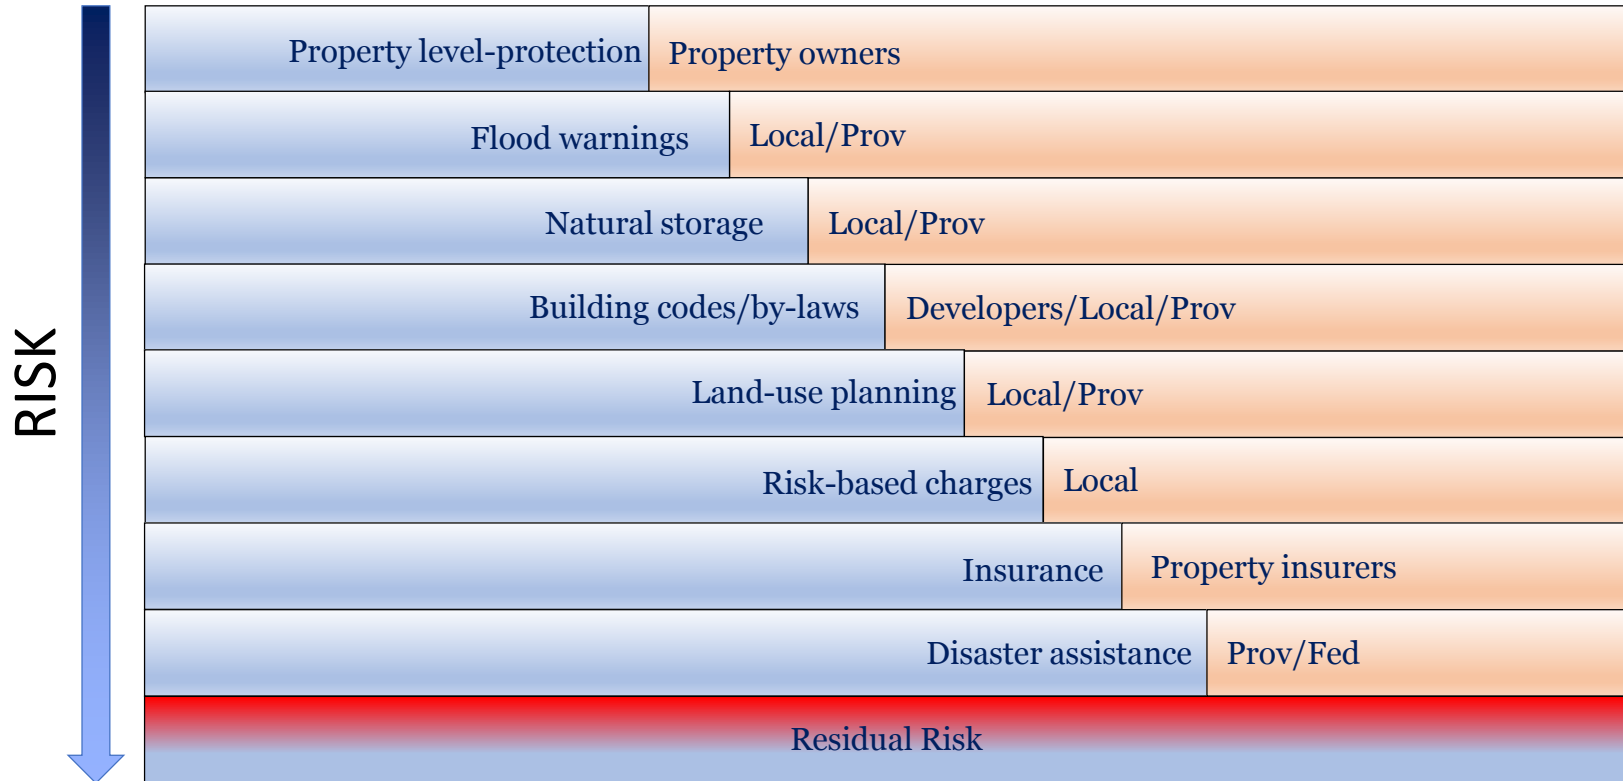 RISK
Property level-protection
Property owners
Flood warnings
Local/Prov
Natural storage
Local/Prov
Building codes/by-laws
Developers/Local/Prov
Land-use planning
Local/Prov
Risk-based charges
Local
Insurance
Property insurers
Disaster assistance
Prov/Fed
Residual Risk